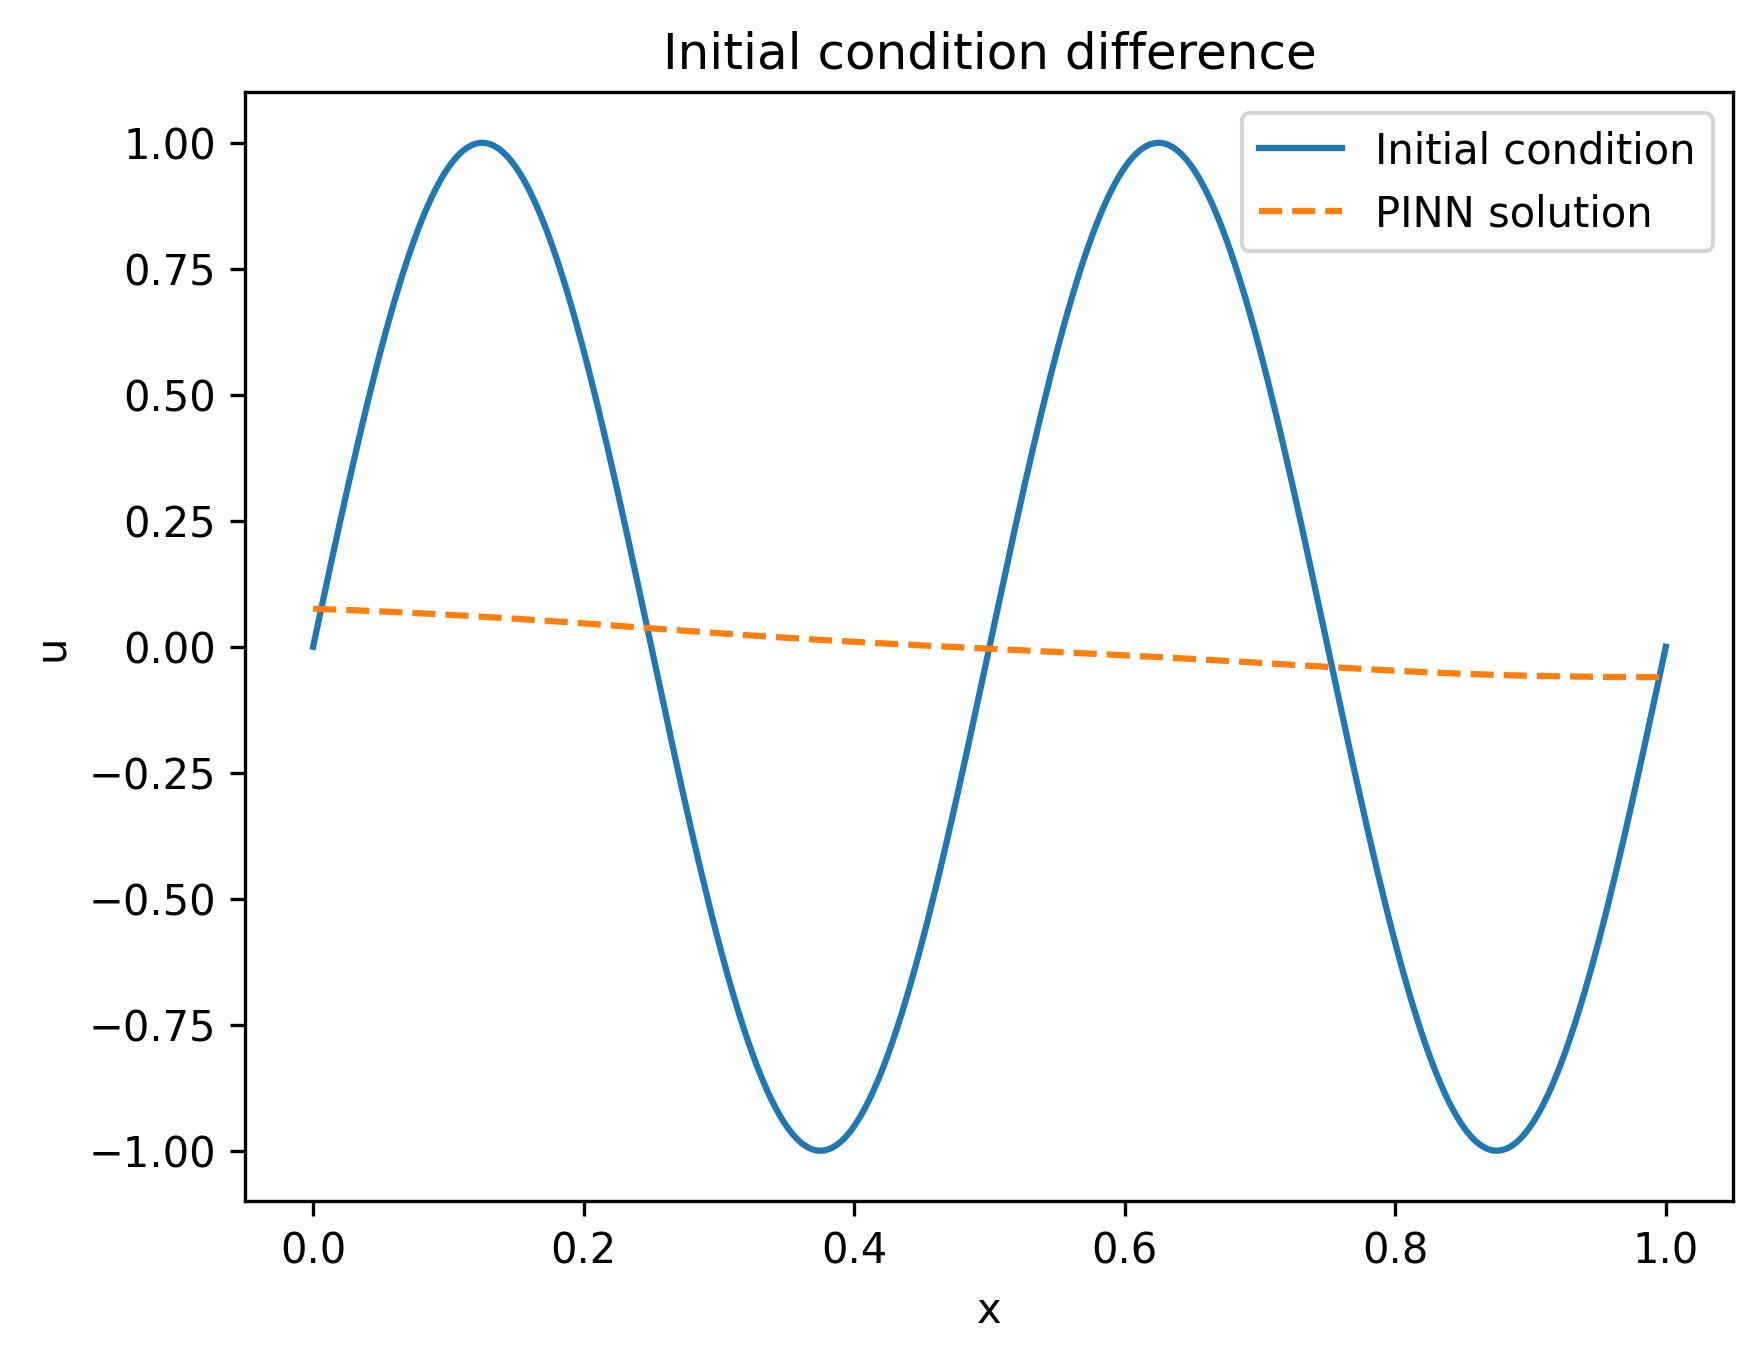 Initial condition difference
Initial condition
PINN solution
1.00
0.75
0.50
0.25
0.00
−0.25
−0.50
−0.75
−1.00
u
0.0 0.2 0.4 0.6 0.8 1.0
x